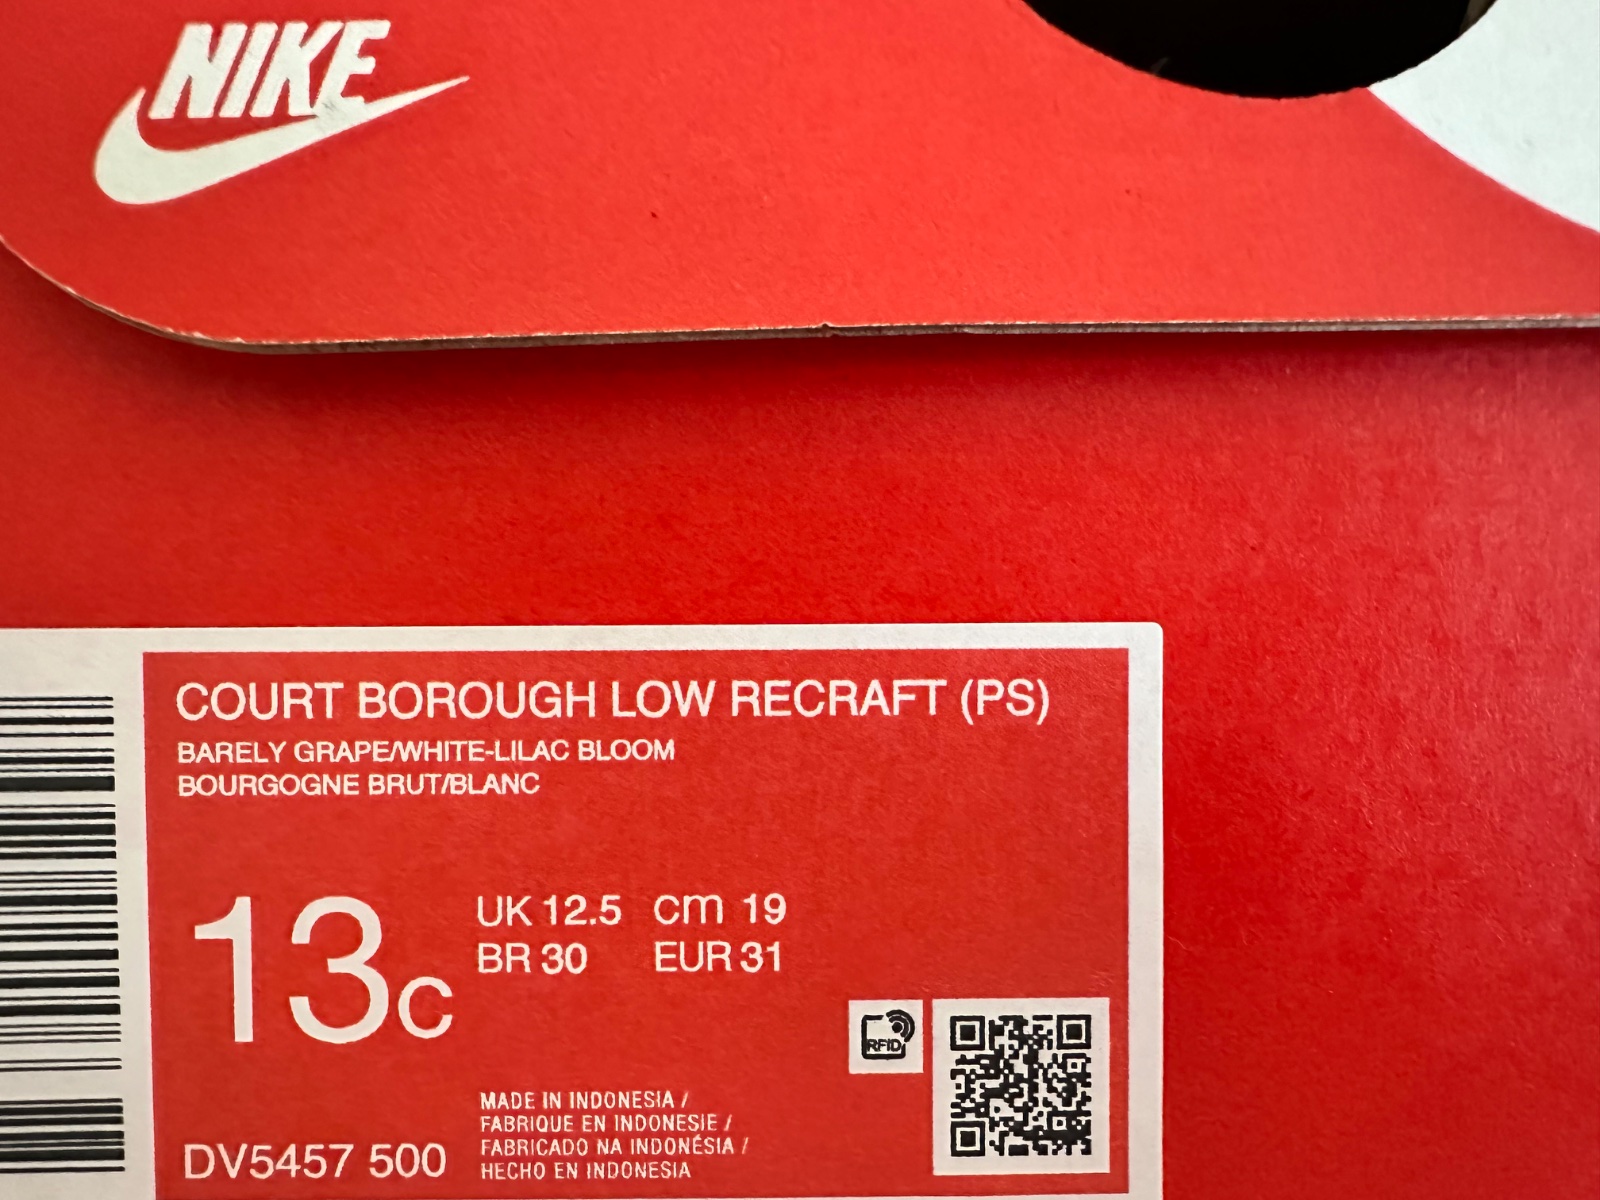 NIKE
COURT BOROUGH LOW RECRAFT (PS)
BARELY GRAPE/WHITE-LILAC BLOOM
BOURGOGNE BRUT/BLANC
13c
UK 12.5 cm 19
BR 30 EUR 31
RFID
MADE IN INDONESIA /
FABRIQUE EN INDONESIE /
FABRICADO NA INDONÉSIA /
HECHO EN INDONESIA
DV5457 500